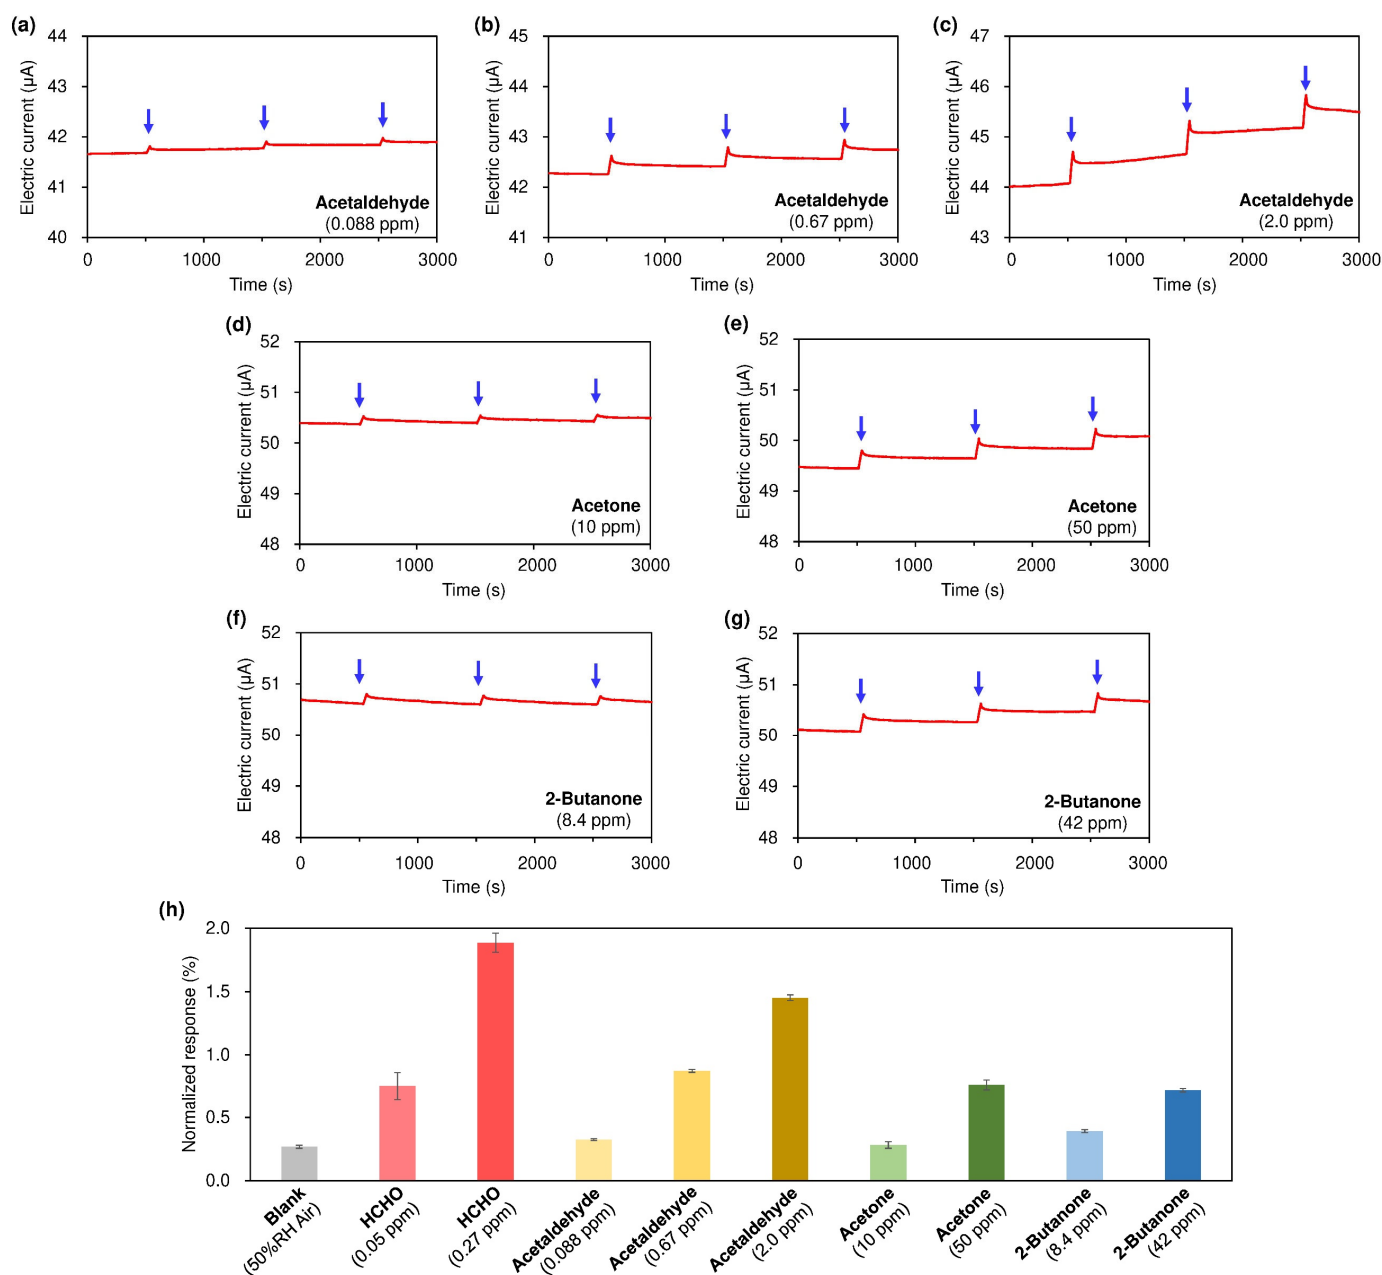 (a)
44
43
42
41
40
Electric current (µA)
Acetaldehyde
(0.088 ppm)
0
1000
2000
3000
Time (s)
(b)
45
44
43
42
41
Electric current (µA)
Acetaldehyde
(0.67 ppm)
0
1000
2000
3000
Time (s)
(c)
47
46
45
44
43
Electric current (µA)
Acetaldehyde
(2.0 ppm)
0
1000
2000
3000
Time (s)
(d)
52
51
50
49
48
Electric current (µA)
Acetone
(10 ppm)
0
1000
2000
3000
Time (s)
(e)
52
51
50
49
48
Electric current (µA)
Acetone
(50 ppm)
0
1000
2000
3000
Time (s)
(f)
52
51
50
49
48
Electric current (µA)
2-Butanone
(8.4 ppm)
0
1000
2000
3000
Time (s)
(g)
52
51
50
49
48
Electric current (µA)
2-Butanone
(42 ppm)
0
1000
2000
3000
Time (s)
(h)
2.0
1.5
1.0
0.5
0.0
Normalized response (%)
Blank
(50%RH Air)
HCHO
(0.05 ppm)
HCHO
(0.27 ppm)
Acetaldehyde
(0.088 ppm)
Acetaldehyde
(0.67 ppm)
Acetaldehyde
(2.0 ppm)
Acetone
(10 ppm)
Acetone
(50 ppm)
2-Butanone
(8.4 ppm)
2-Butanone
(42 ppm)